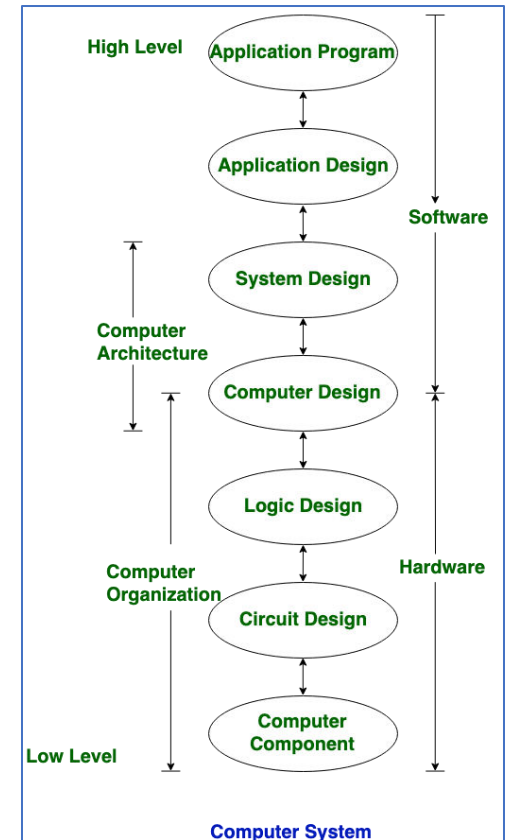 High Level
Application Program
Application Design
Software
System Design
Computer
Architecture
Computer Design
Logic Design
Hardware
Computer
Organization
Circuit Design
Computer
Component
Low Level
Computer System